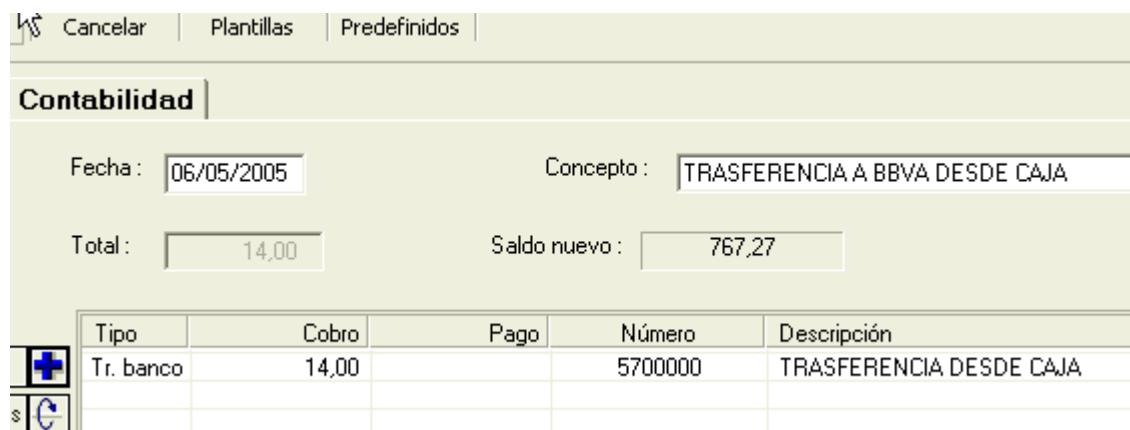 Cancelar Plantillas Predefinidos
Contabilidad
Fecha : 06/05/2005 Concepto : TRASFERENCIA A BBVA DESDE CAJA
Total : 14,00 Saldo nuevo : 767,27
Tipo Cobro Pago Número Descripción
Tr. banco 14,00 5700000 TRASFERENCIA DESDE CAJA
s